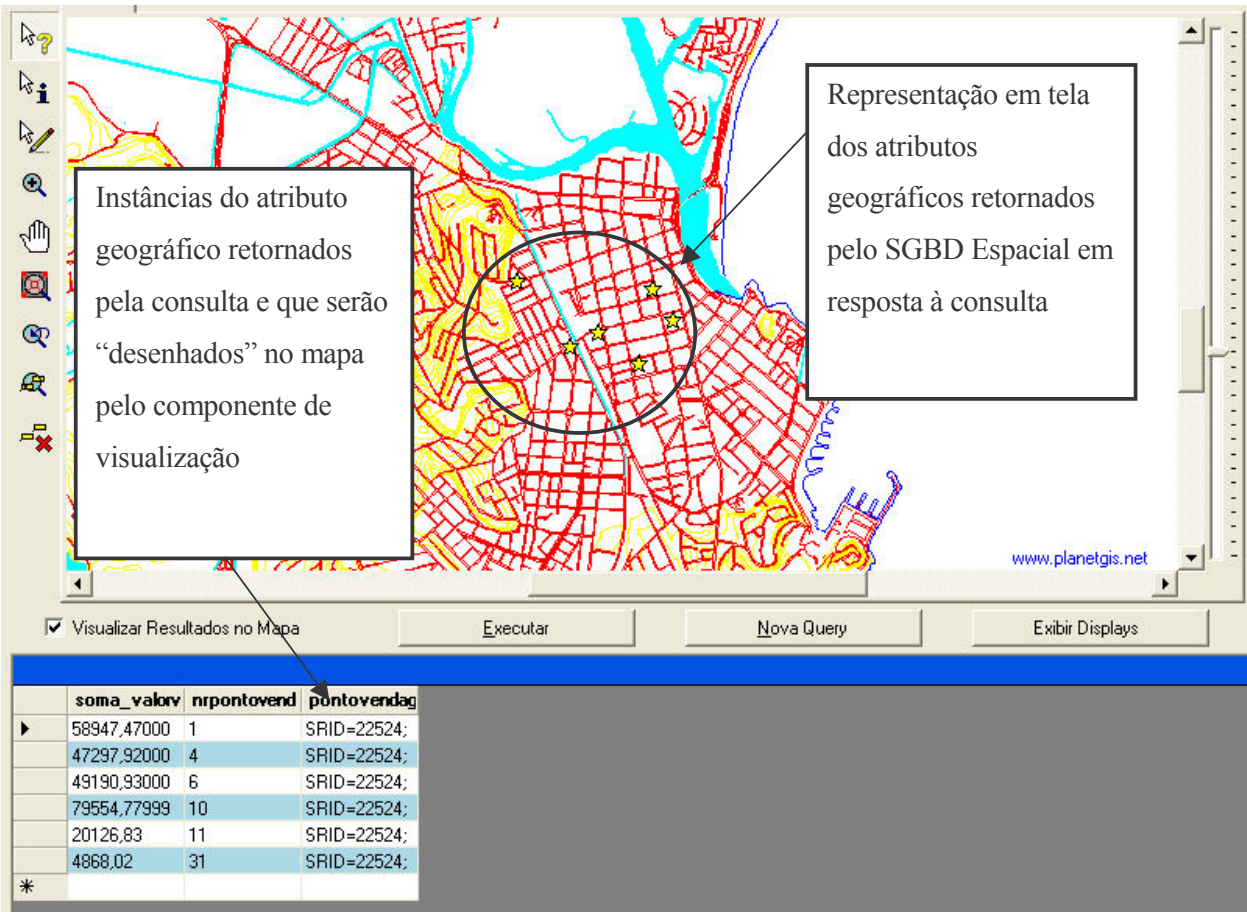 Representação em tela
dos atributos
geográficos retornados
pelo SGBD Espacial em
resposta à consulta
Instâncias do atributo
geográfico retornados
pela consulta e que serão
“desenhados” no mapa
pelo componente de
visualização
www.planetgis.net
Visualizar Resultados no Mapa
Executar
Nova Query
Exibir Displays
soma_valorv nrpontovend pontovendag
58947,47000 1 SRID=22524;
47297,92000 4 SRID=22524;
49190,93000 6 SRID=22524;
79554,77999 10 SRID=22524;
20126,83 11 SRID=22524;
4868,02 31 SRID=22524;